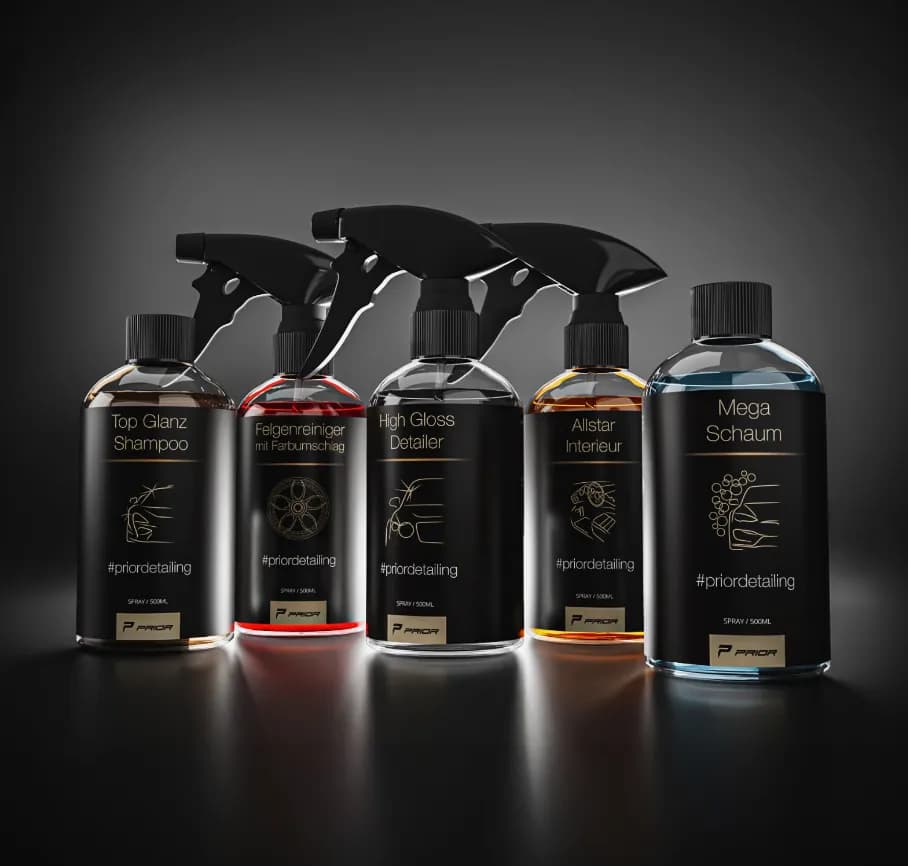 Top Glanz
Shampoo
#priordetailing
SPRAY / 500ML
PRIOR
Felgenreiniger
mit Farbumschlag
#priordetailing
SPRAY / 500ML
PRIOR
High Gloss
Detailer
#priordetailing
SPRAY / 500ML
PRIOR
Allstar
Interieur
#priordetailing
SPRAY / 500ML
PRIOR
Mega
Schaum
#priordetailing
SPRAY / 500ML
PRIOR